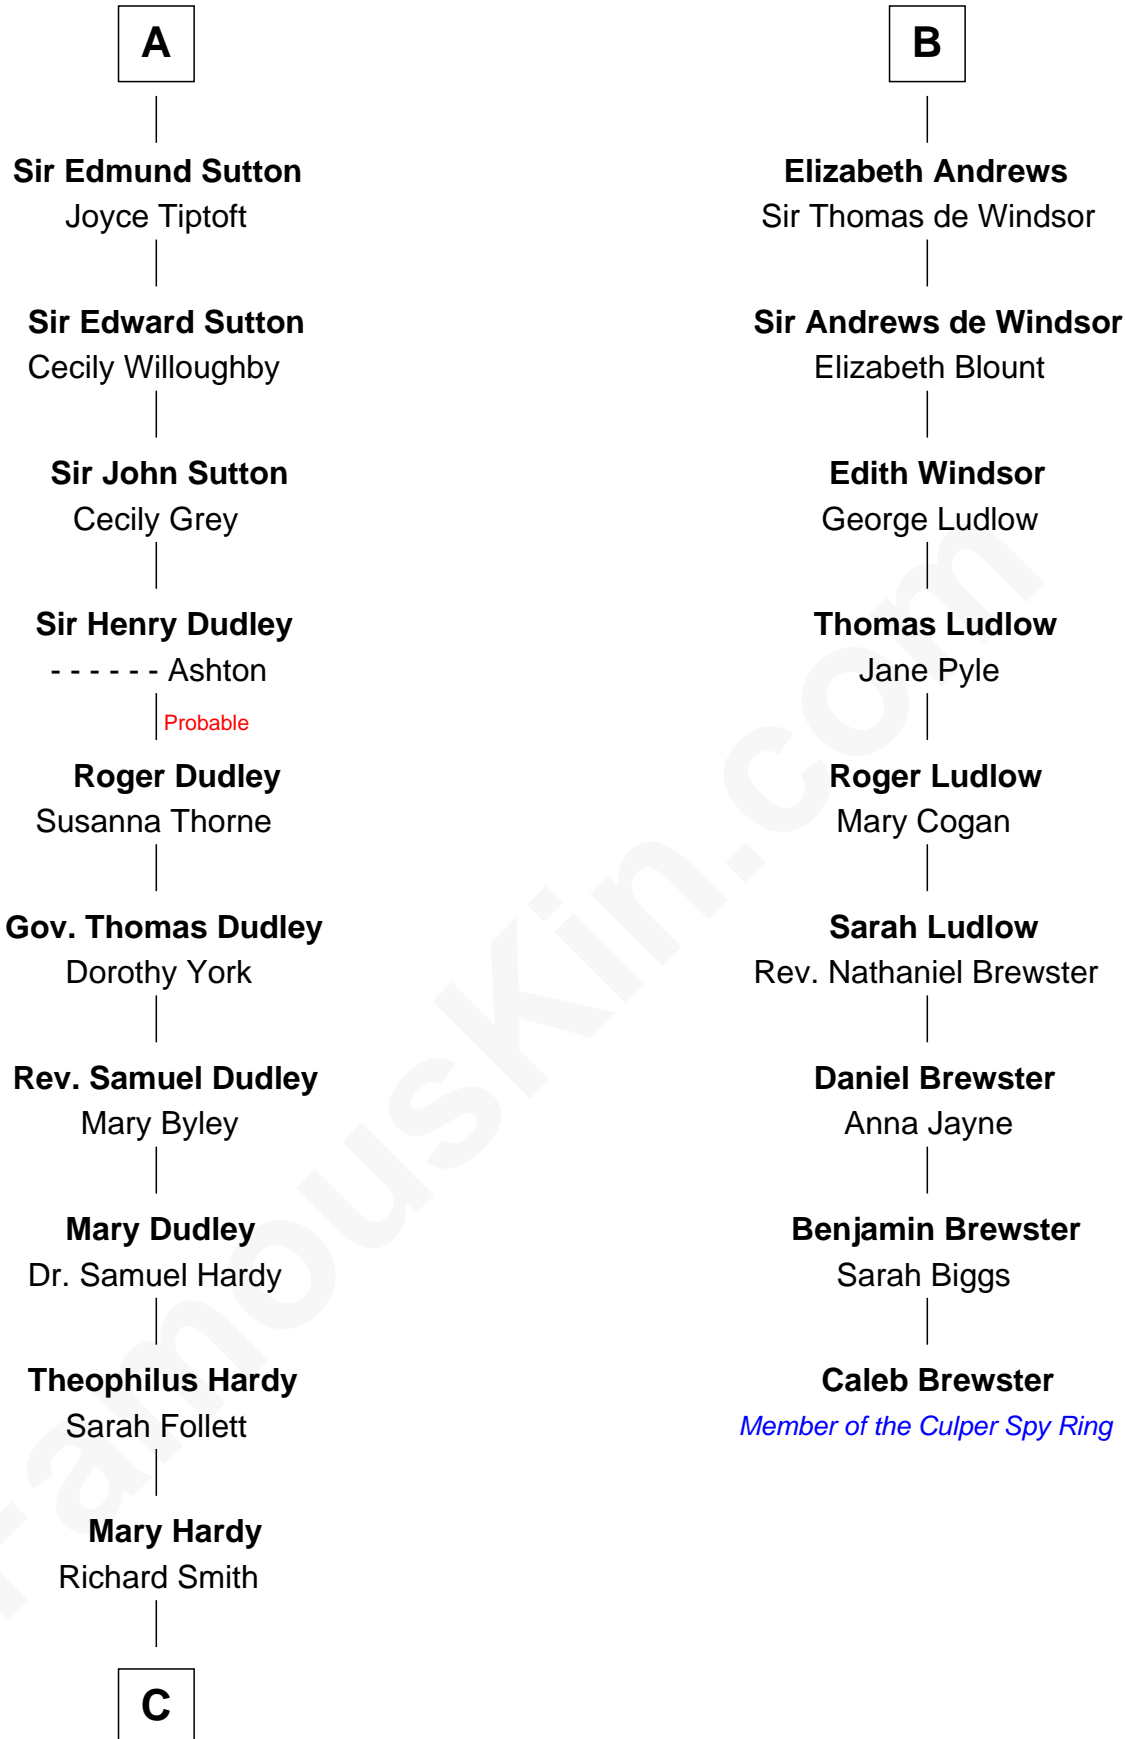 A
Sir Edmund Sutton
Joyce Tiptoft
Sir Edward Sutton
Cecily Willoughby
Sir John Sutton
Cecily Grey
Sir Henry Dudley
- - - - - - Ashton
Probable
Roger Dudley
Susanna Thorne
Gov. Thomas Dudley
Dorothy York
Rev. Samuel Dudley
Mary Byley
Mary Dudley
Dr. Samuel Hardy
Theophilus Hardy
Sarah Follett
Mary Hardy
Richard Smith
C
B
Elizabeth Andrews
Sir Thomas de Windsor
Sir Andrews de Windsor
Elizabeth Blount
Edith Windsor
George Ludlow
Thomas Ludlow
Jane Pyle
Roger Ludlow
Mary Cogan
Sarah Ludlow
Rev. Nathaniel Brewster
Daniel Brewster
Anna Jayne
Benjamin Brewster
Sarah Biggs
Caleb Brewster
Member of the Culper Spy Ring
FamousKin.com